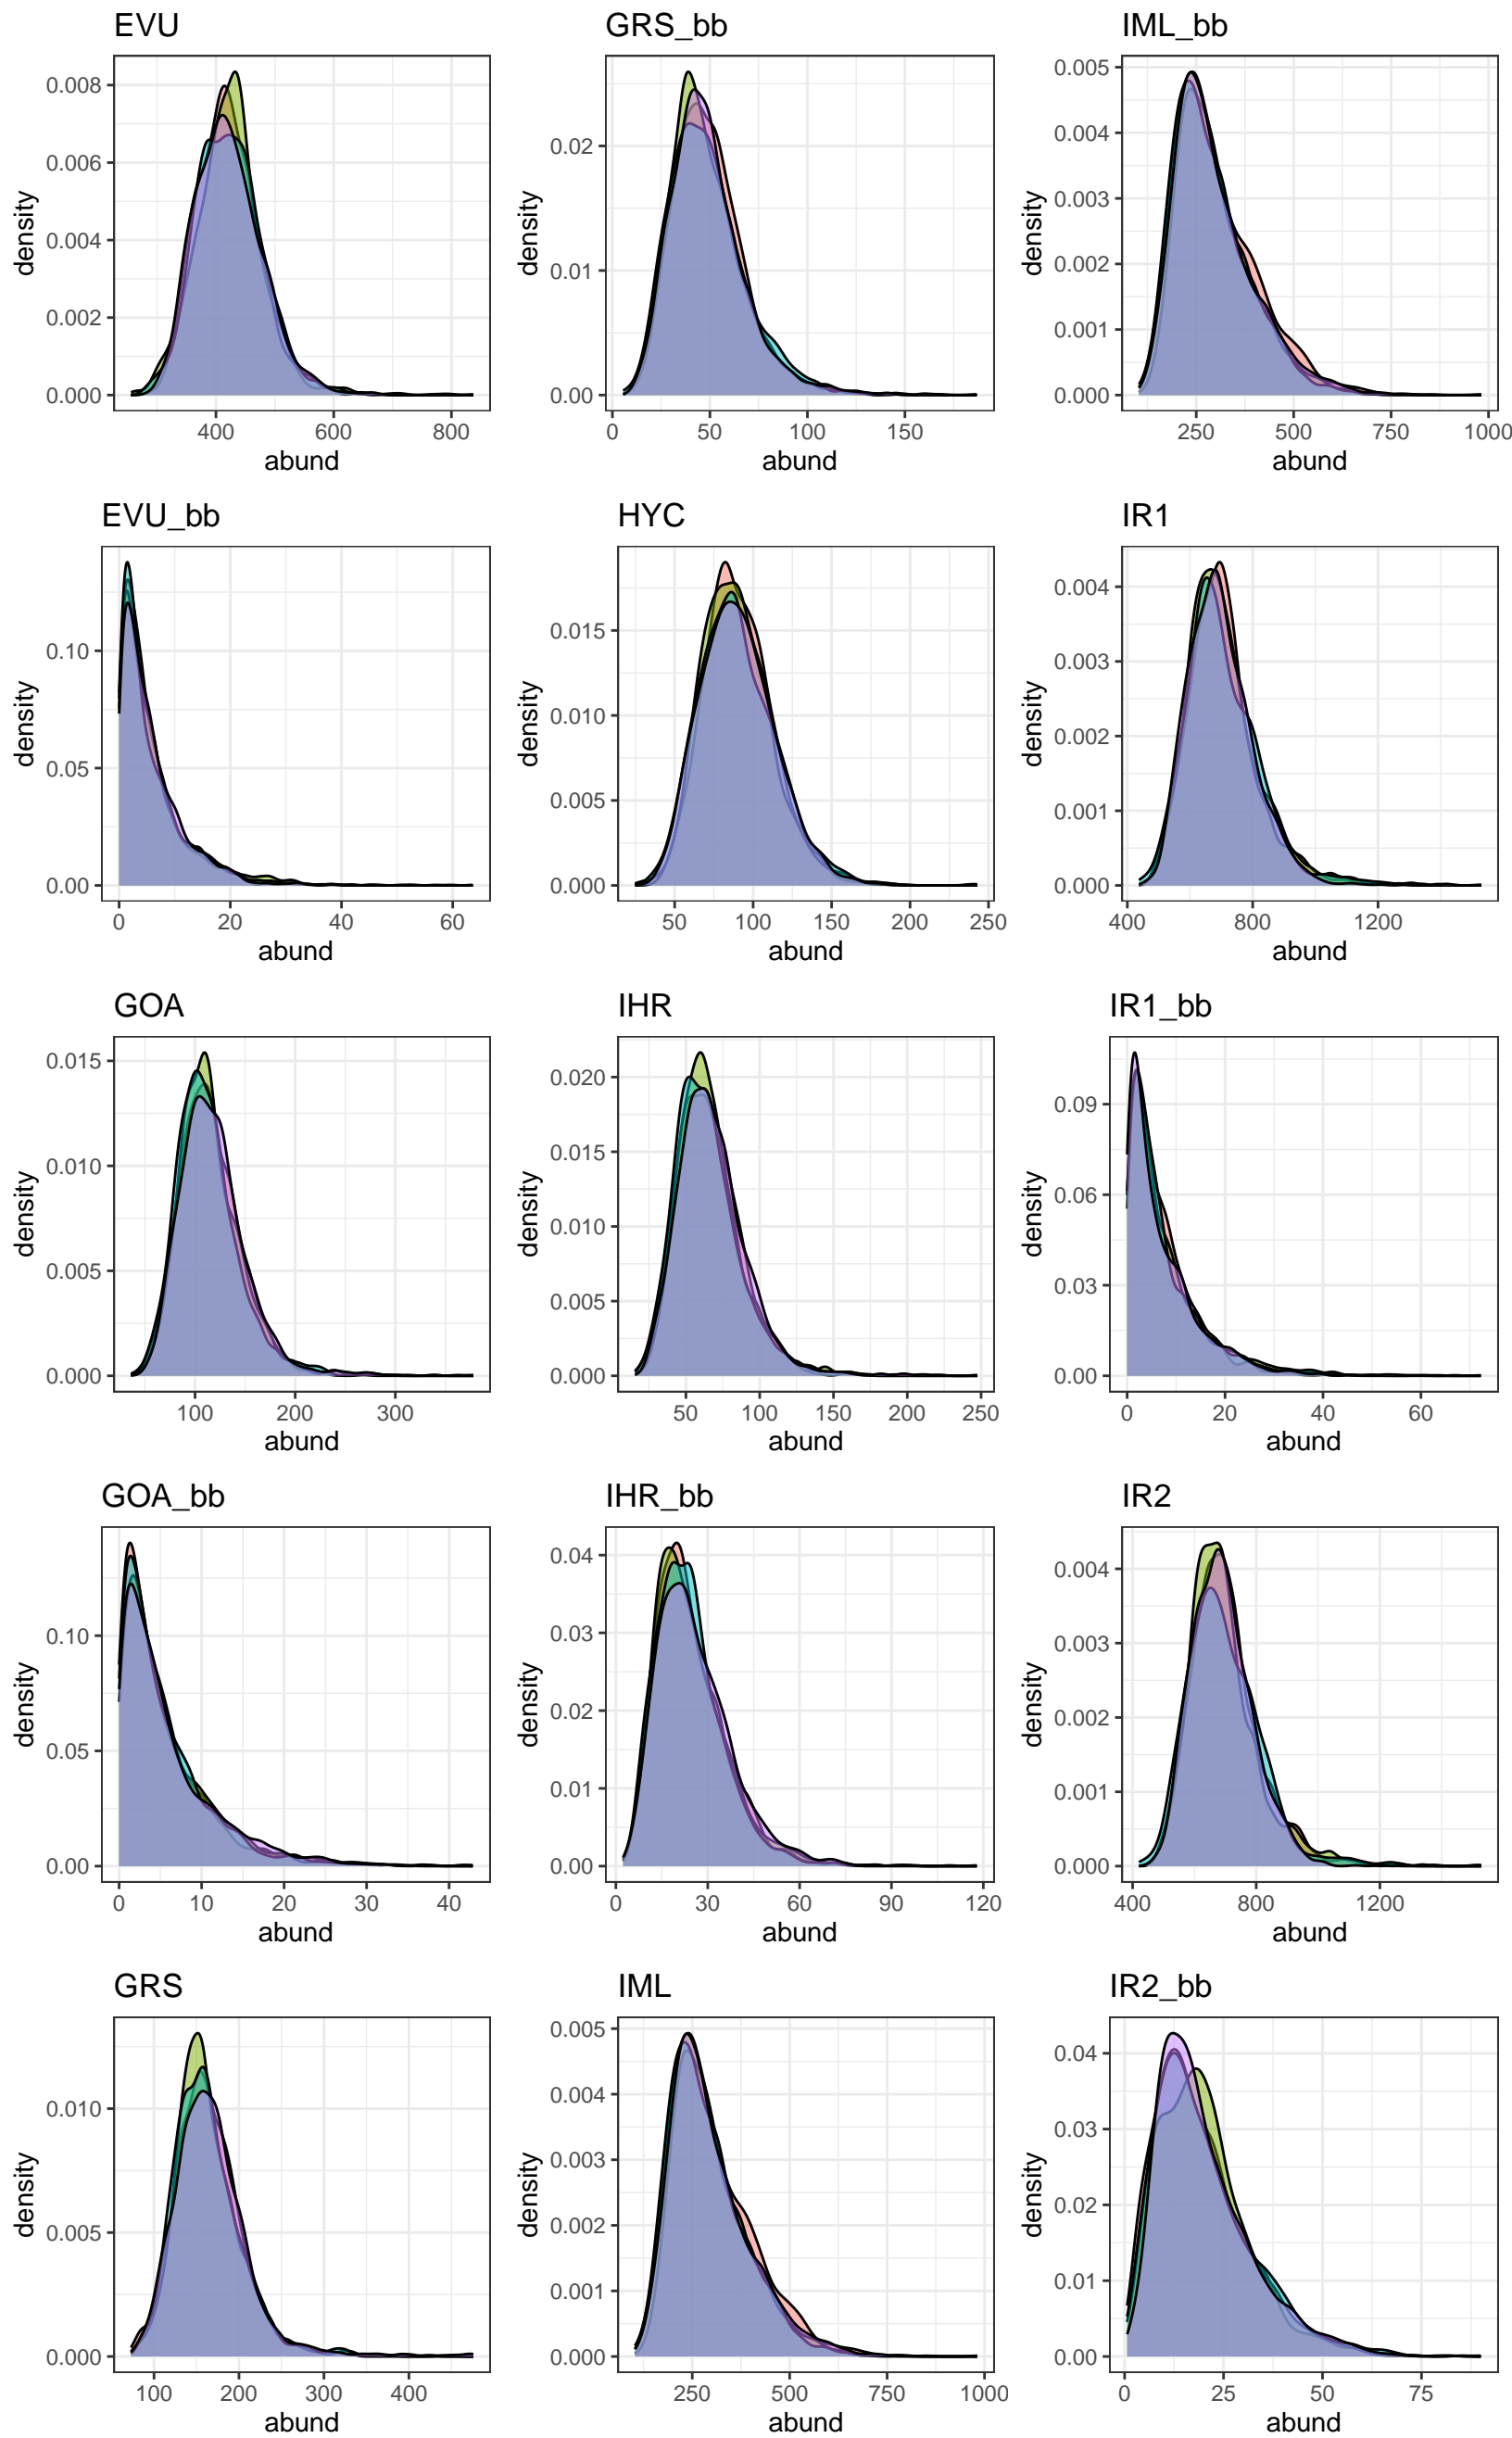 EVU
GRS_bb
IML_bb
0.008
0.006
0.004
0.002
0.000
density
400 600 800
abund
0.02
0.01
0.00
density
0 50 100 150
abund
0.005
0.004
0.003
0.002
0.001
0.000
density
250 500 750 1000
abund
EVU_bb
HYC
IR1
0.10
0.05
0.00
density
0 20 40 60
abund
0.015
0.010
0.005
0.000
density
50 100 150 200 250
abund
0.004
0.003
0.002
0.001
0.000
density
400 800 1200
abund
GOA
IHR
IR1_bb
0.015
0.010
0.005
0.000
density
100 200 300
abund
0.020
0.015
0.010
0.005
0.000
density
50 100 150 200 250
abund
0.09
0.06
0.03
0.00
density
0 20 40 60
abund
GOA_bb
IHR_bb
IR2
0.10
0.05
0.00
density
0 10 20 30 40
abund
0.04
0.03
0.02
0.01
0.00
density
0 30 60 90 120
abund
0.004
0.003
0.002
0.001
0.000
density
400 800 1200
abund
GRS
IML
IR2_bb
0.010
0.005
0.000
density
100 200 300 400
abund
0.005
0.004
0.003
0.002
0.001
0.000
density
250 500 750 1000
abund
0.04
0.03
0.02
0.01
0.00
density
0 25 50 75
abund